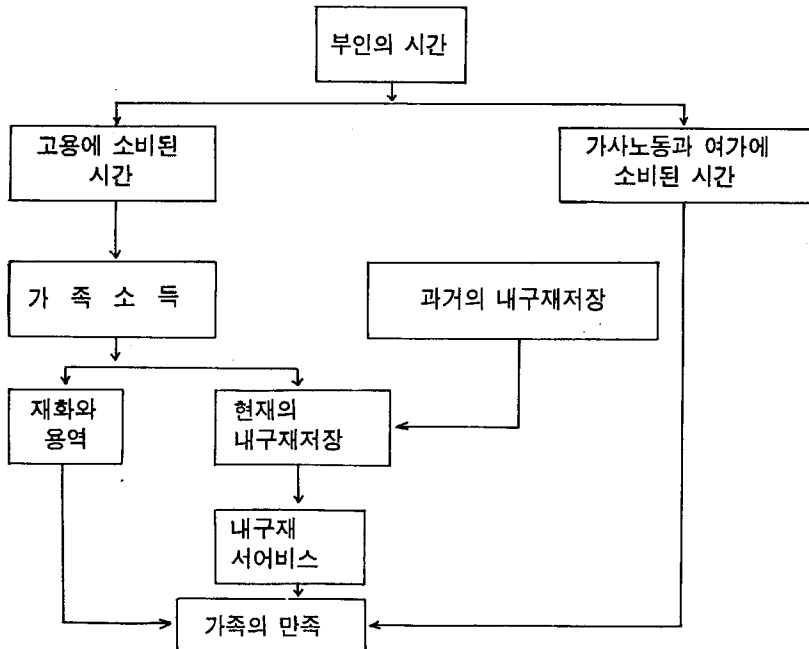 부인의 시간
고용에 소비된
시간
가사노동과 여가에
소비된 시간
가 족 소 득
과거의 내구재저장
재화와
용역
현재의
내구재저장
내구재
서어비스
가족의 만족